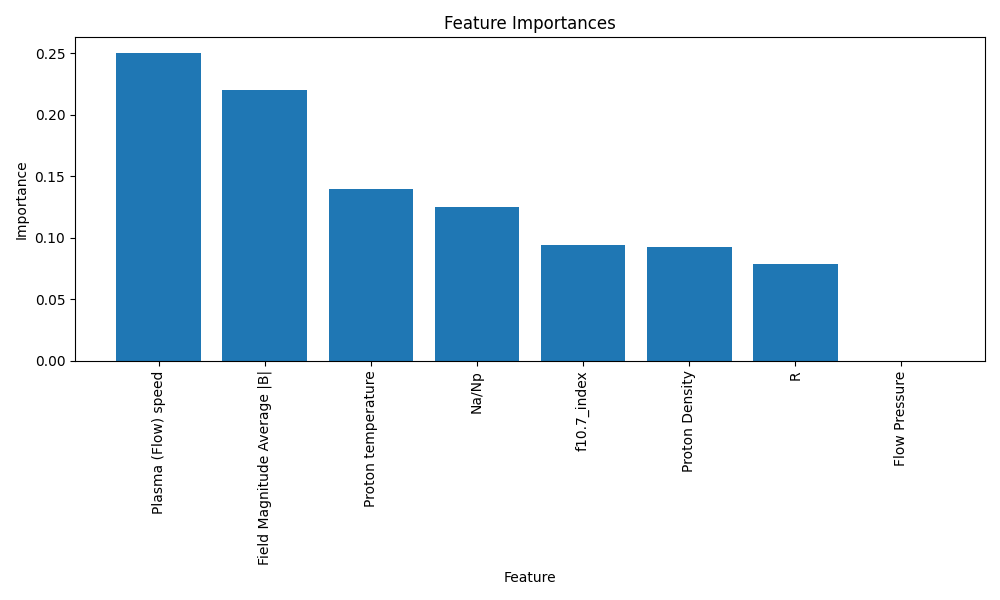 Feature Importances
Importance
0.25
0.20
0.15
0.10
0.05
0.00
Plasma (Flow) speed
Field Magnitude Average |B|
Proton temperature
Na/Np
f10.7_index
Proton Density
R
Flow Pressure
Feature